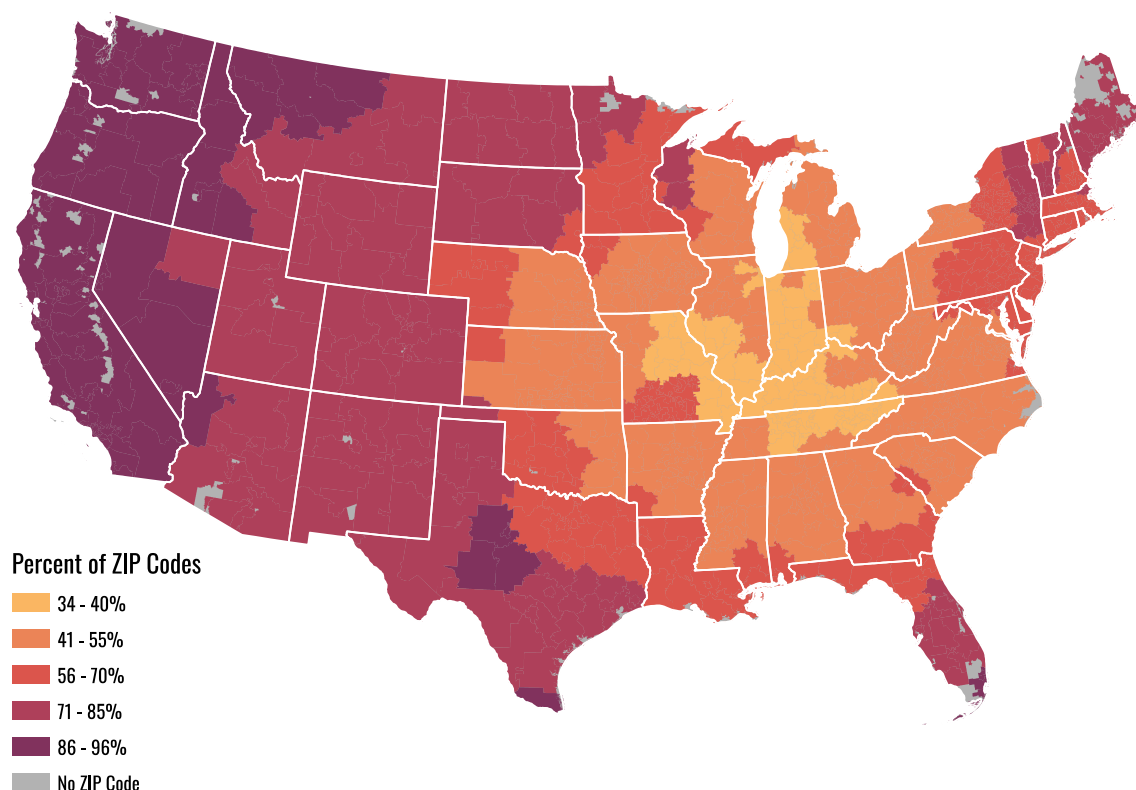 Percent of ZIP Codes
34 - 40%
41 - 55%
56 - 70%
71 - 85%
86 - 96%
No ZIP Code